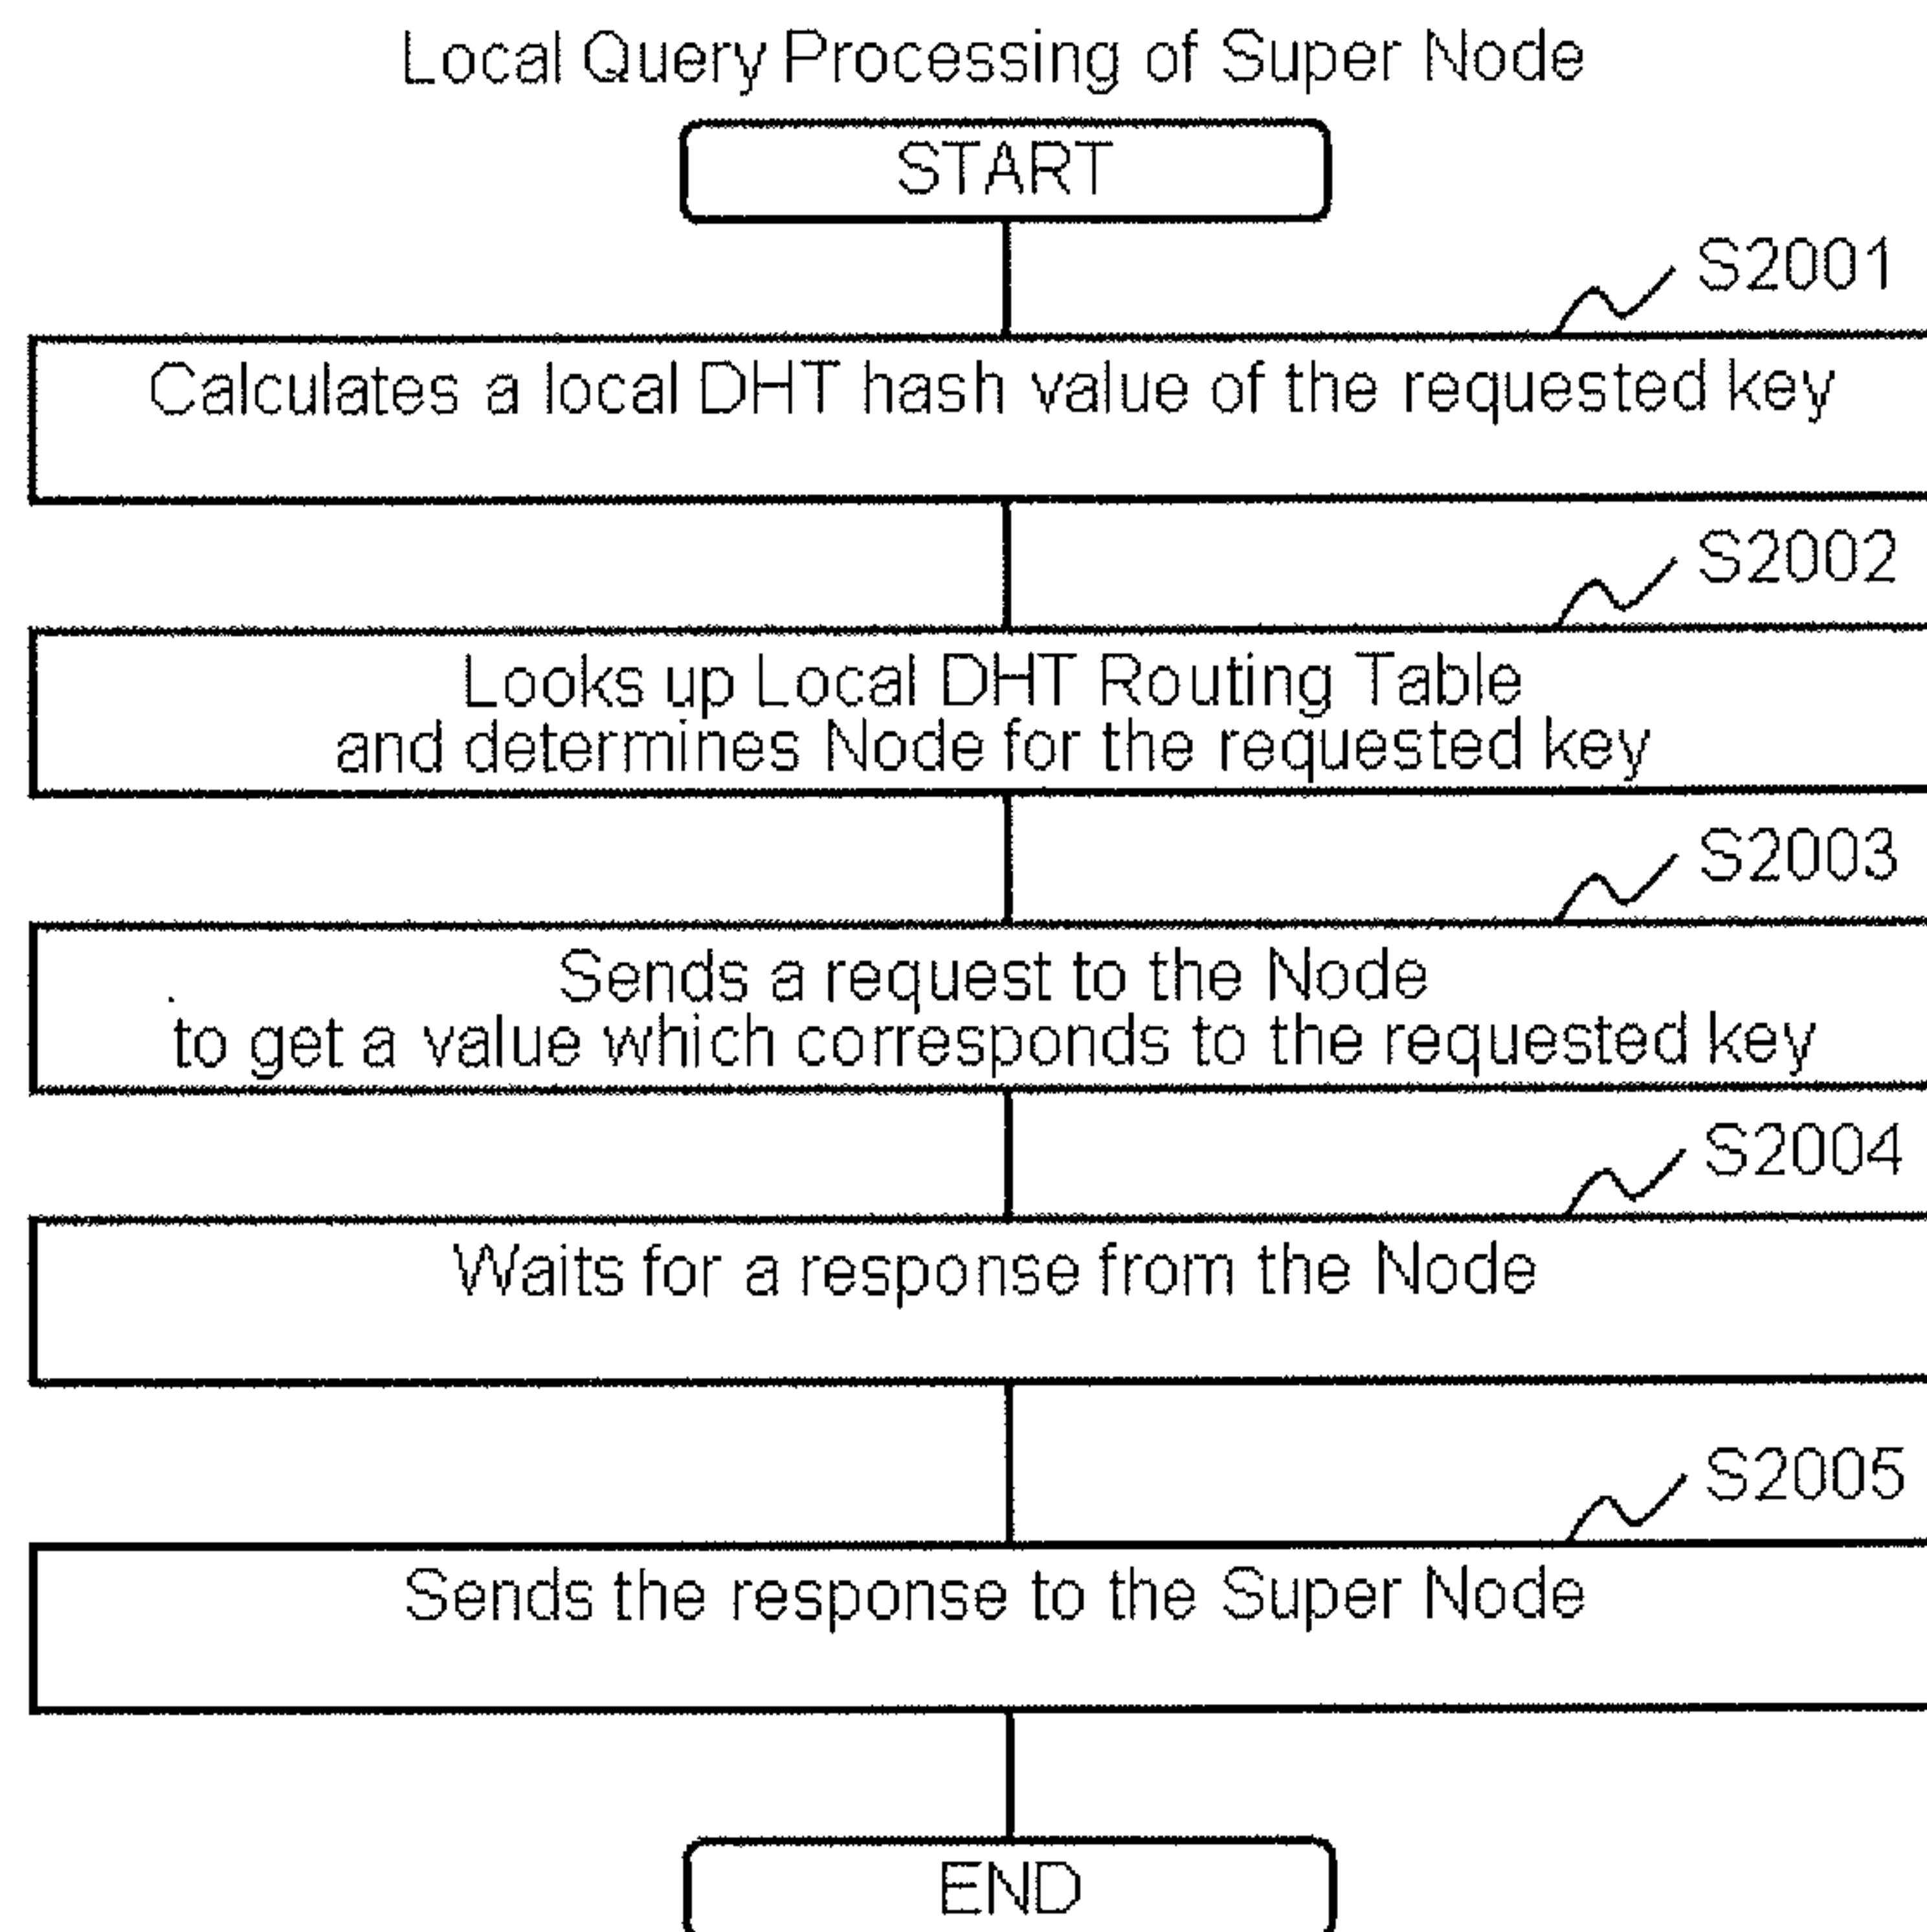 Local Query Processing of Super Node
START
S2001
Calculates a local DHT hash value of the requested key
S2002
Looks up Local DHT Routing Table
and determines Node for the requested key
S2003
Sends a request to the Node
to get a value which corresponds to the requested key
S2004
Waits for a response from the Node
S2005
Sends the response to the Super Node
END